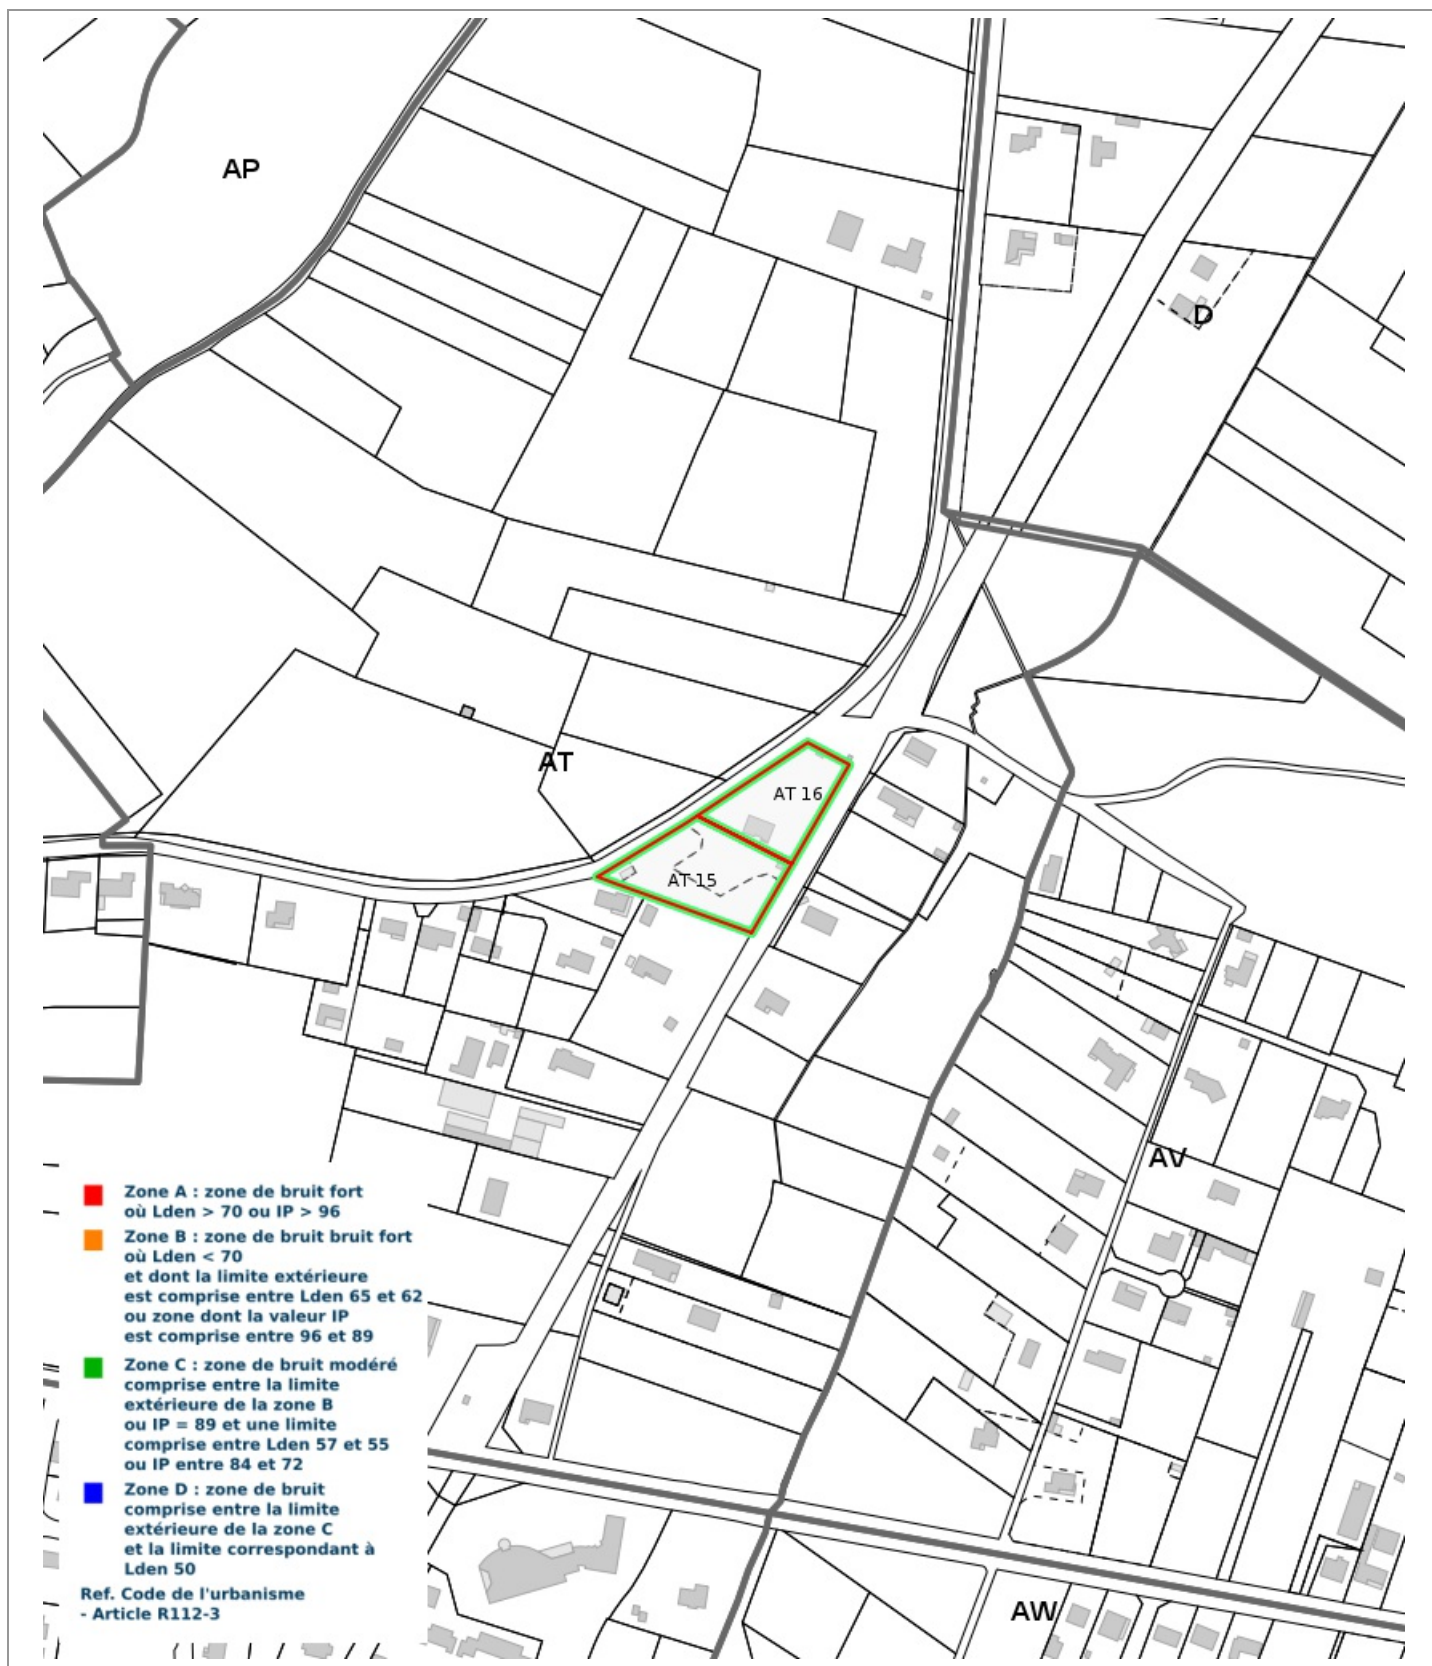 AP
D
AT
AT 16
AT 15
AV
Zone A : zone de bruit fort
où Lden > 70 ou IP > 96
Zone B : zone de bruit bruit fort
où Lden < 70
et dont la limite extérieure
est comprise entre Lden 65 et 62
ou zone dont la valeur IP
est comprise entre 96 et 89
Zone C : zone de bruit modéré
comprise entre la limite
extérieure de la zone B
ou IP = 89 et une limite
comprise entre Lden 57 et 55
ou IP entre 84 et 72
Zone D : zone de bruit
comprise entre la limite
extérieure de la zone C
et la limite correspondant à
Lden 50
Ref. Code de l'urbanisme
- Article R112-3
AW